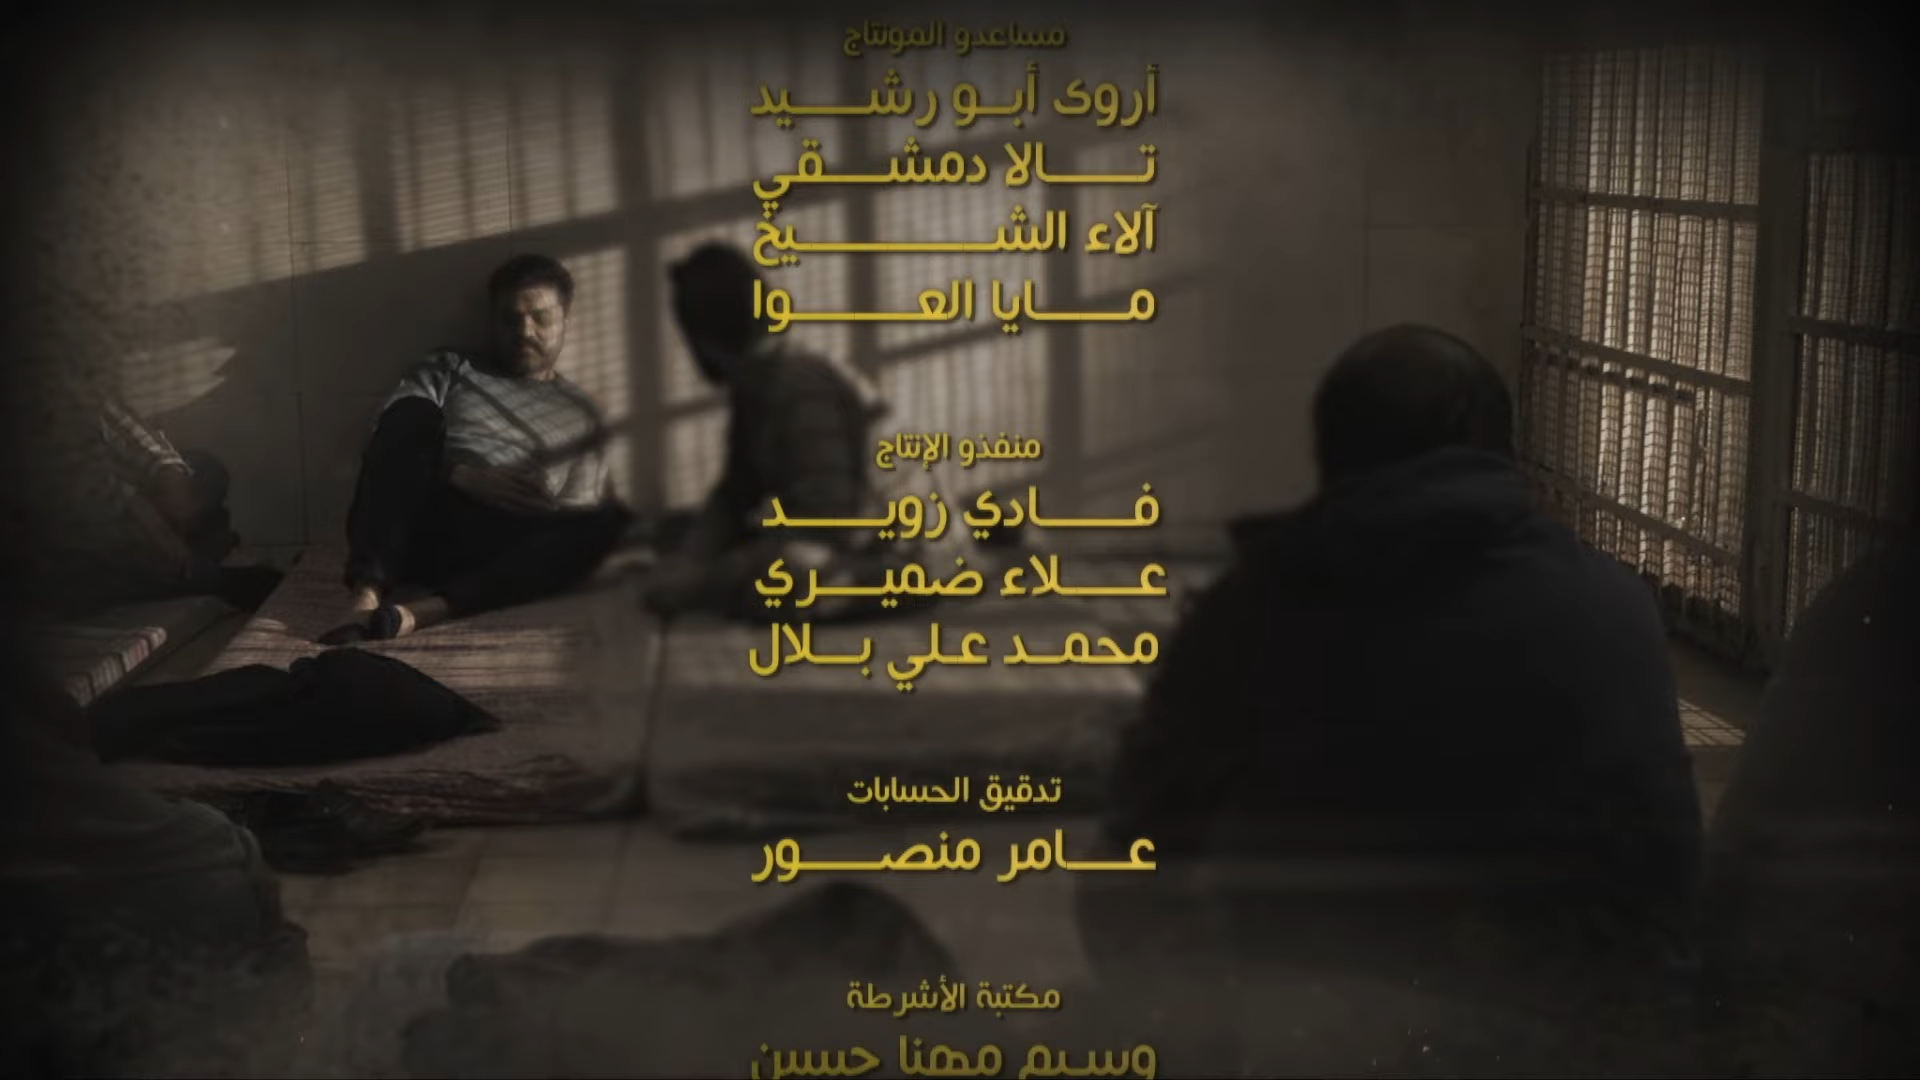 مساعدو المونتاج
أروى أبو رشيد
تالا دمشقي
آلاء الشيخ
مايا العوا
منفذو الإنتاج
فادي زويد
علاء ضميري
محمد علي بلال
تدقيق الحسابات
عامر منصور
مكتبة الأشرطة
وسيم مهنا حسن